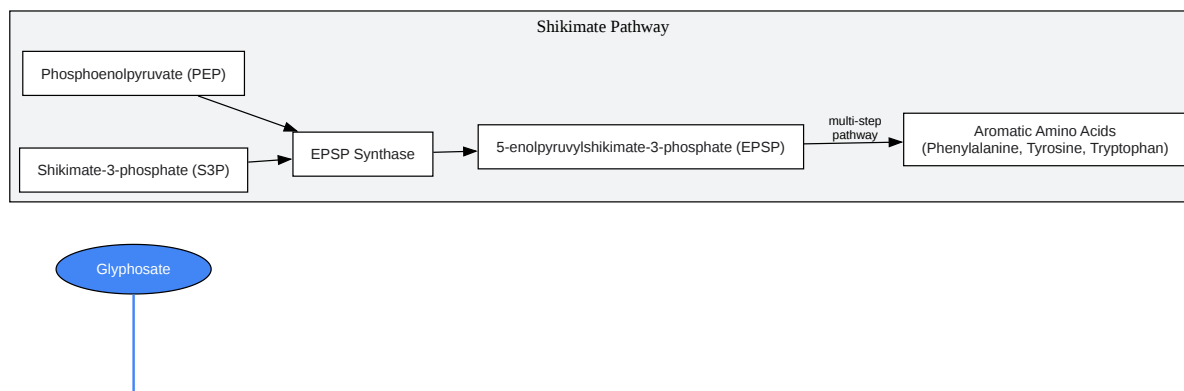 Shikimate Pathway
Phosphoenolpyruvate (PEP)
Shikimate-3-phosphate (S3P)
EPSP Synthase
5-enolpyruvylshikimate-3-phosphate (EPSP)
multi-step
pathway
Aromatic Amino Acids
(Phenylalanine, Tyrosine, Tryptophan)
Glyphosate